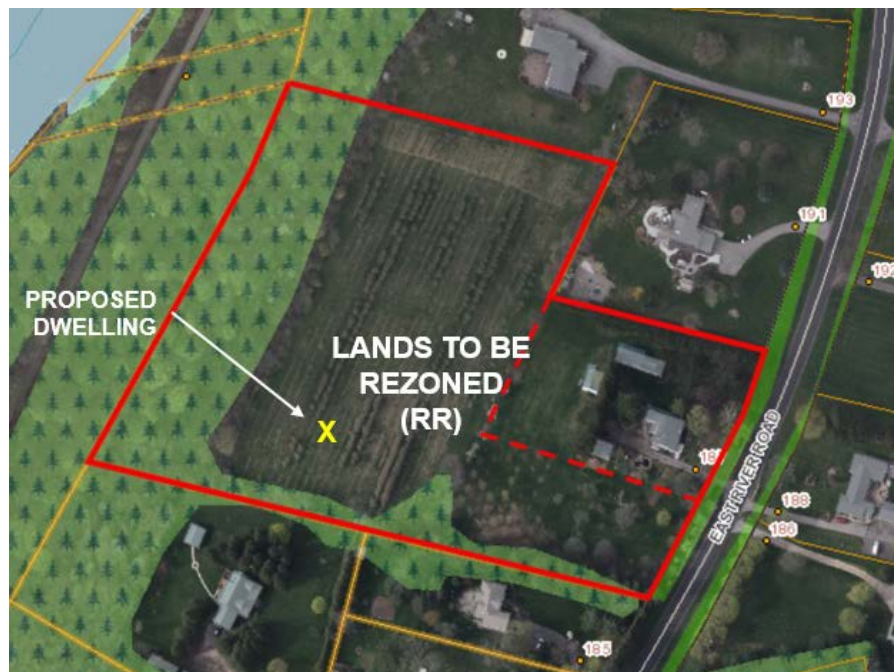 193
191
192
PROPOSED
DWELLING
LANDS TO BE
REZONED
(RR)
X
EAST RIVER ROAD
188
186
185